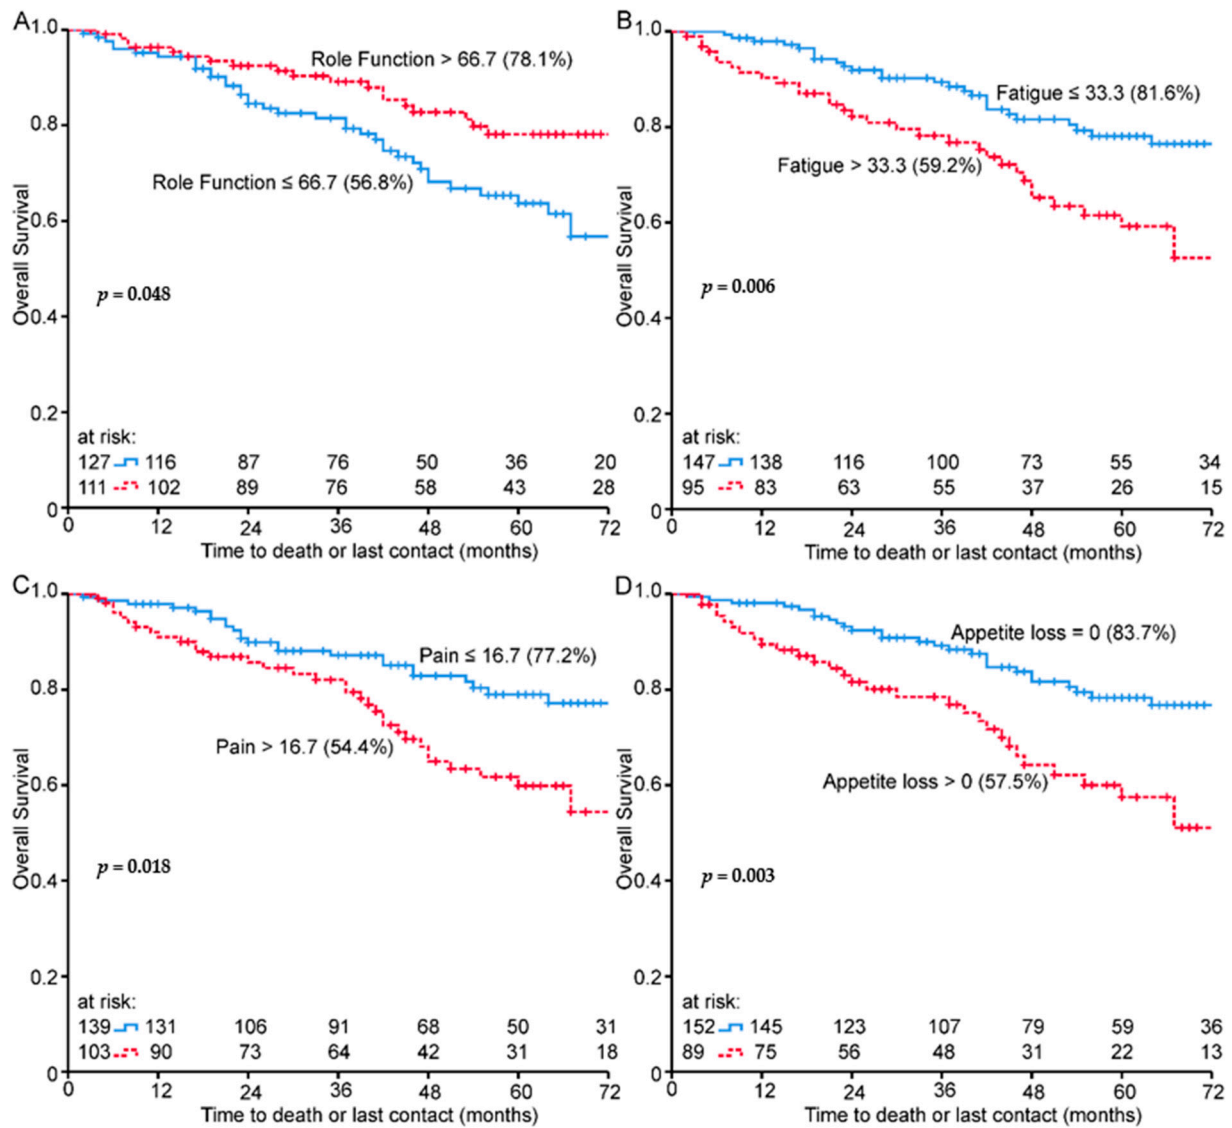 A
1.0
0.8
0.6
0.4
0.2
0
Overall Survival
Role Function > 66.7 (78.1%)
Role Function ≤ 66.7 (56.8%)
p = 0.048
at risk:
127 116 87 76 50 36 20
111 102 89 76 58 43 28
0 12 24 36 48 60 72
Time to death or last contact (months)
B
1.0
0.8
0.6
0.4
0.2
0
Overall Survival
Fatigue ≤ 33.3 (81.6%)
Fatigue > 33.3 (59.2%)
p = 0.006
at risk:
147 138 116 100 73 55 34
95 83 63 55 37 26 15
0 12 24 36 48 60 72
Time to death or last contact (months)
C
1.0
0.8
0.6
0.4
0.2
0
Overall Survival
Pain ≤ 16.7 (77.2%)
Pain > 16.7 (54.4%)
p = 0.018
at risk:
139 131 106 91 68 50 31
103 90 73 64 42 31 18
0 12 24 36 48 60 72
Time to death or last contact (months)
D
1.0
0.8
0.6
0.4
0.2
0
Overall Survival
Appetite loss = 0 (83.7%)
Appetite loss > 0 (57.5%)
p = 0.003
at risk:
152 145 123 107 79 59 36
89 75 56 48 31 22 13
0 12 24 36 48 60 72
Time to death or last contact (months)